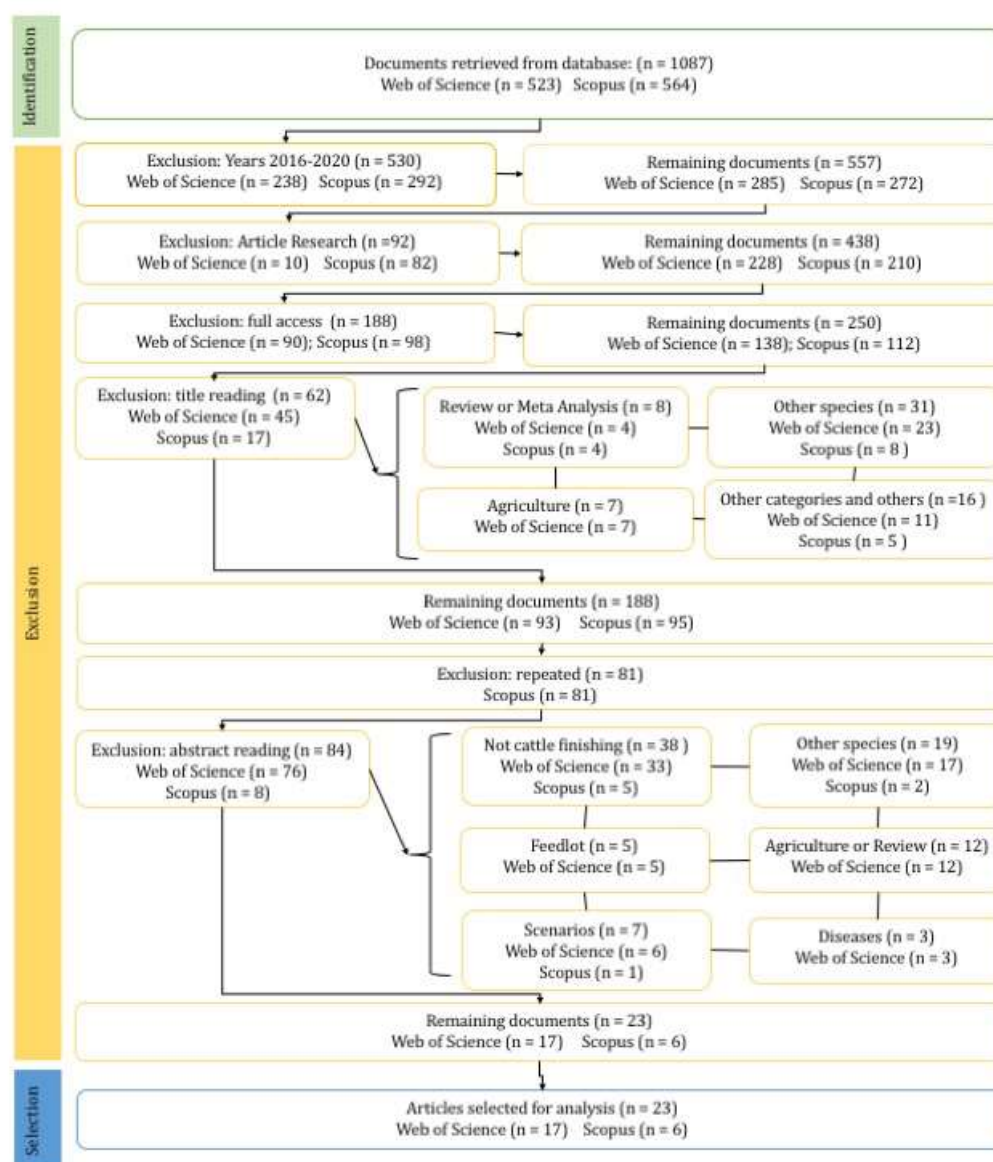 Identification
Documents retrieved from database: (n = 1087)
Web of Science (n = 523) Scopus (n = 564)
Exclusion
Exclusion: Years 2016-2020 (n = 530)
Web of Science (n = 238) Scopus (n = 292)
Remaining documents (n = 557)
Web of Science (n = 285) Scopus (n = 272)
Exclusion: Article Research (n =92)
Web of Science (n = 10) Scopus (n = 82)
Remaining documents (n = 438)
Web of Science (n = 228) Scopus (n = 210)
Exclusion: full access (n = 188)
Web of Science (n = 90); Scopus (n = 98)
Remaining documents (n = 250)
Web of Science (n = 138); Scopus (n = 112)
Exclusion: title reading (n = 62)
Web of Science (n = 45)
Scopus (n = 17)
Review or Meta Analysis (n = 8)
Web of Science (n = 4)
Scopus (n = 4)
Other species (n = 31)
Web of Science (n = 23)
Scopus (n = 8 )
Agriculture (n = 7)
Web of Science (n = 7)
Other categories and others (n =16 )
Web of Science (n = 11)
Scopus (n = 5 )
Remaining documents (n = 188)
Web of Science (n = 93) Scopus (n = 95)
Exclusion: repeated (n = 81)
Scopus (n = 81)
Exclusion: abstract reading (n = 84)
Web of Science (n = 76)
Scopus (n = 8)
Not cattle finishing (n = 38 )
Web of Science (n = 33)
Scopus (n = 5)
Other species (n = 19)
Web of Science (n = 17)
Scopus (n = 2)
Feedlot (n = 5)
Web of Science (n = 5)
Agriculture or Review (n = 12)
Web of Science (n = 12)
Scenarios (n = 7)
Web of Science (n = 6)
Scopus (n = 1)
Diseases (n = 3)
Web of Science (n = 3)
Remaining documents (n = 23)
Web of Science (n = 17) Scopus (n = 6)
Selection
Articles selected for analysis (n = 23)
Web of Science (n = 17) Scopus (n = 6)